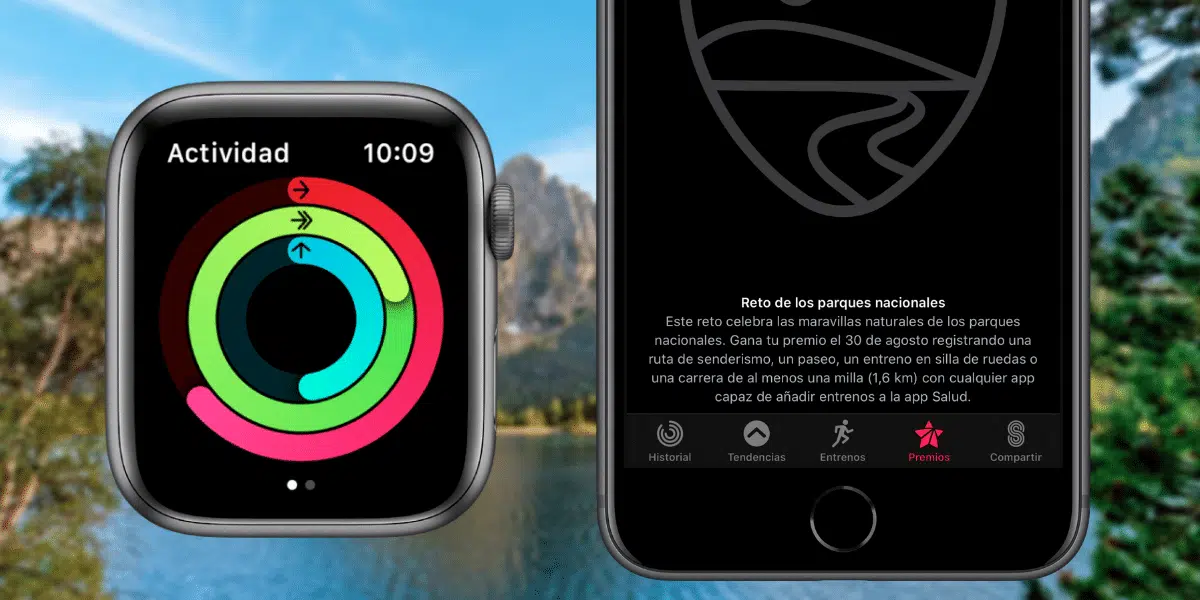 Actividad 10:09
Reto de los parques nacionales
Este reto celebra las maravillas naturales de los parques
nacionales. Gana tu premio el 30 de agosto registrando una
ruta de senderismo, un paseo, un entreno en silla de ruedas o
una carrera de al menos una milla (1,6 km) con cualquier app
capaz de añadir entrenos a la app Salud.
Historial Tendencias Entrenos Premios Compartir